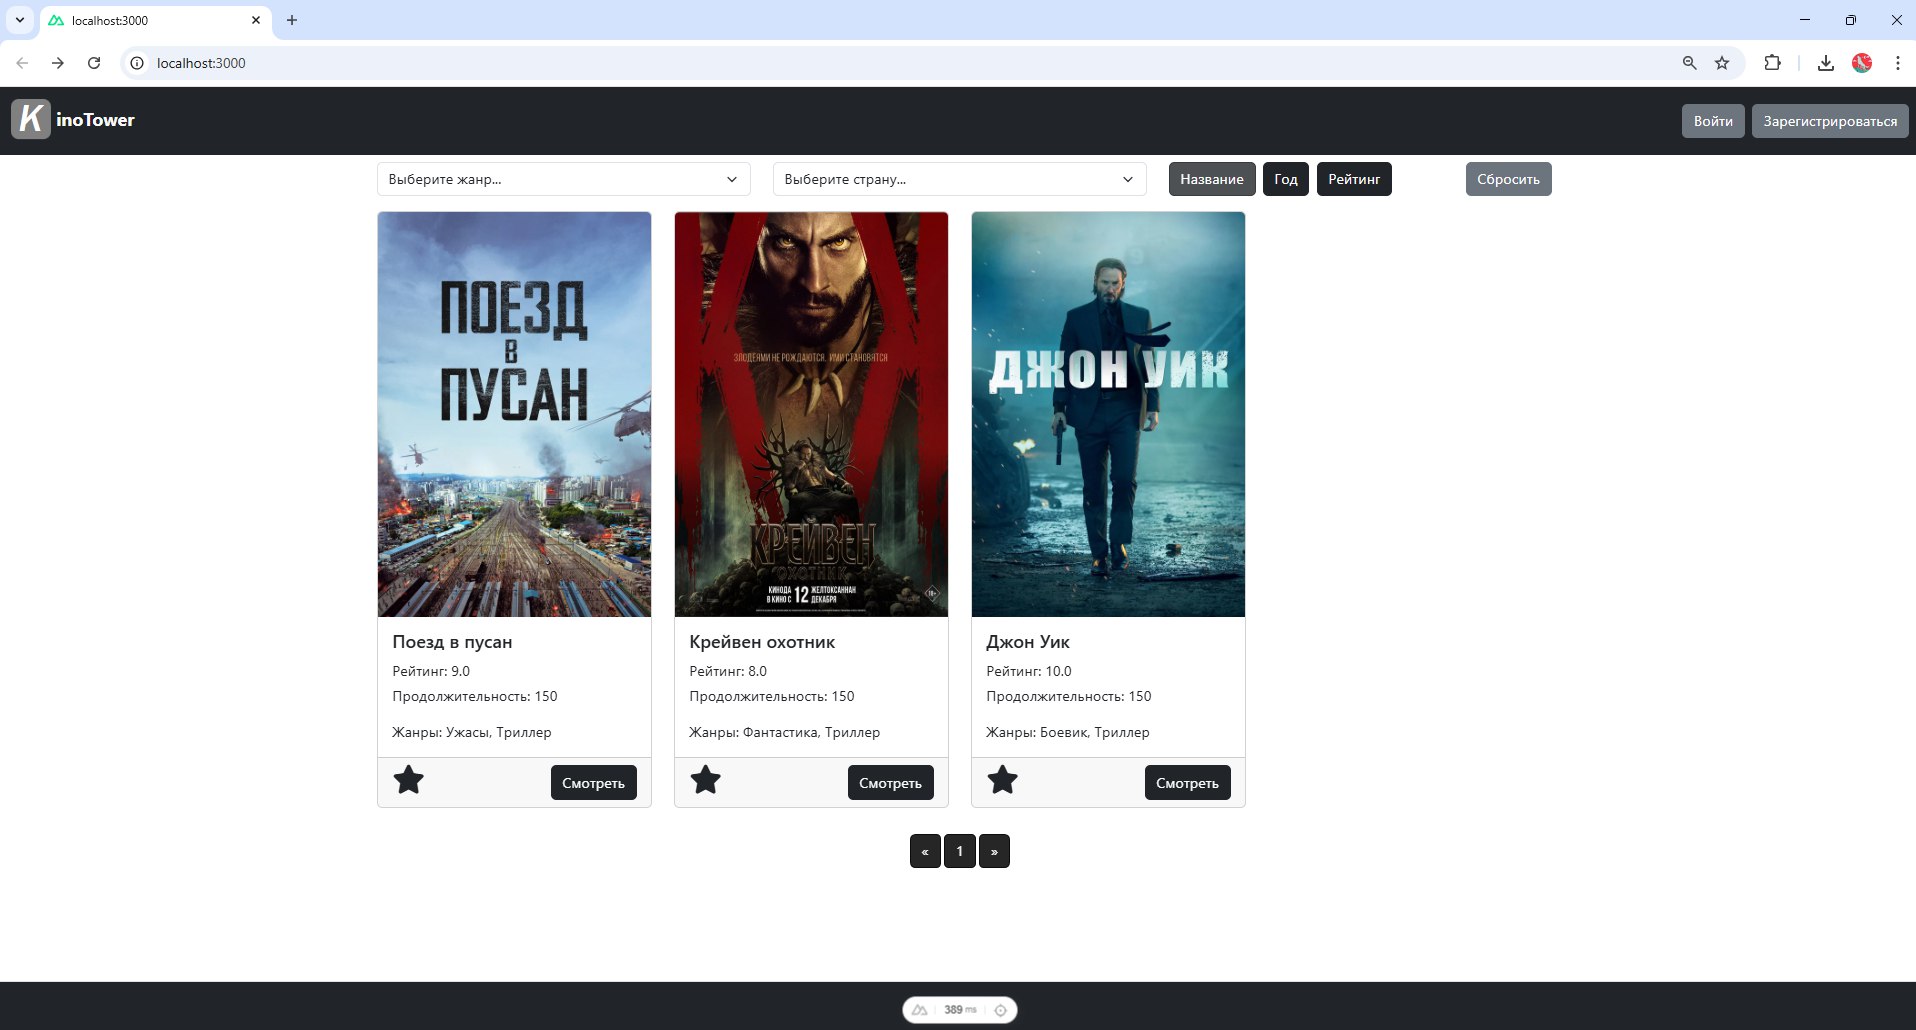 localhost:3000
localhost:3000
K inoTower
Войти
Зарегистрироваться
Выберите жанр...
Выберите страну...
Название
Год
Рейтинг
Сбросить
ПОЕЗД
В
ПУСАН
ЗЛОДЕЯМИ НЕ РОЖДАЮТСЯ. ИМИ СТАНОВЯТСЯ
КРЕЙВЕН
ОХОТНИК
КИНОДА
В КИНО С
12
ЖЕЛТОКСАННАН
ДЕКАБРЯ
18+
ДЖОН УИК
Поезд в пусан
Рейтинг: 9.0
Продолжительность: 150
Жанры: Ужасы, Триллер
Смотреть
Крейвен охотник
Рейтинг: 8.0
Продолжительность: 150
Жанры: Фантастика, Триллер
Смотреть
Джон Уик
Рейтинг: 10.0
Продолжительность: 150
Жанры: Боевик, Триллер
Смотреть
«
1
»
389 ms